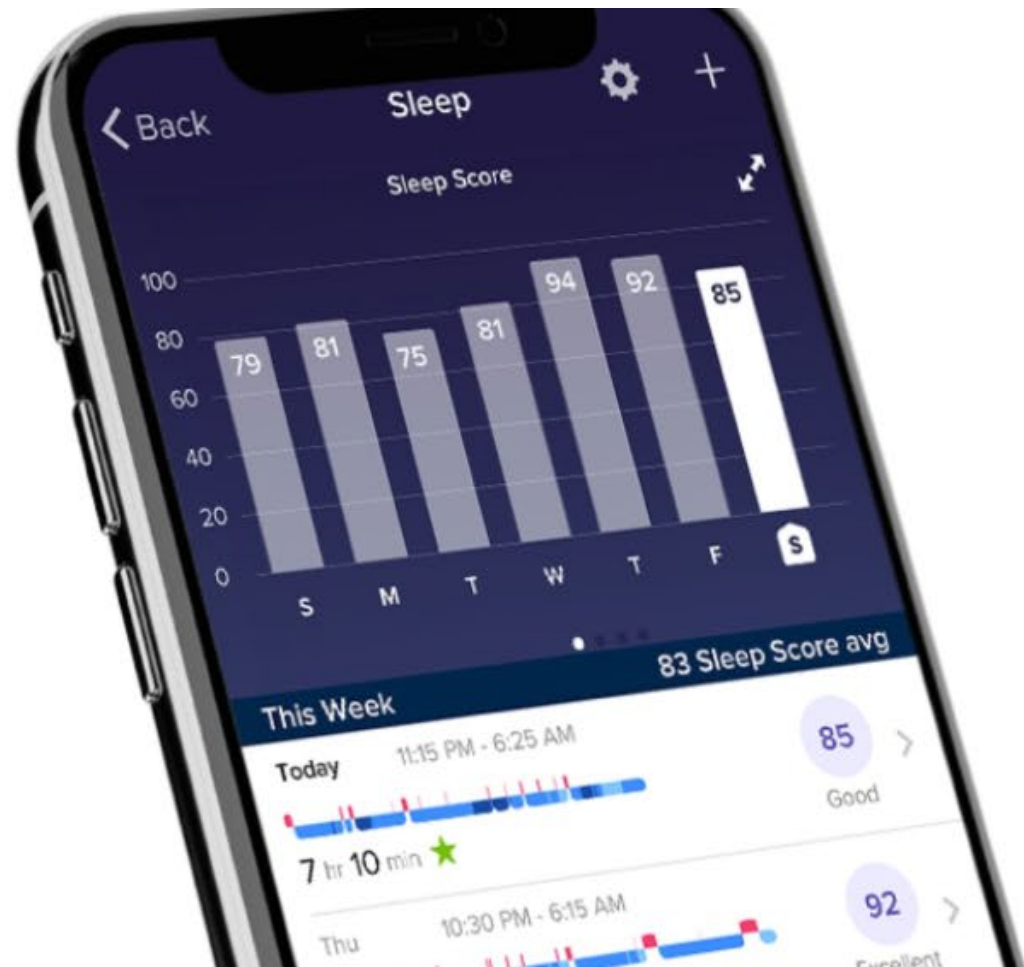 Back Sleep
Sleep Score
100
80
60
40
20
0
79 81 75 81 94 92 85
S M T W T F S
This Week 83 Sleep Score avg
Today 11:15 PM - 6:25 AM 85
Good
7 hr 10 min
Thu 10:30 PM - 6:15 AM 92
Excellent